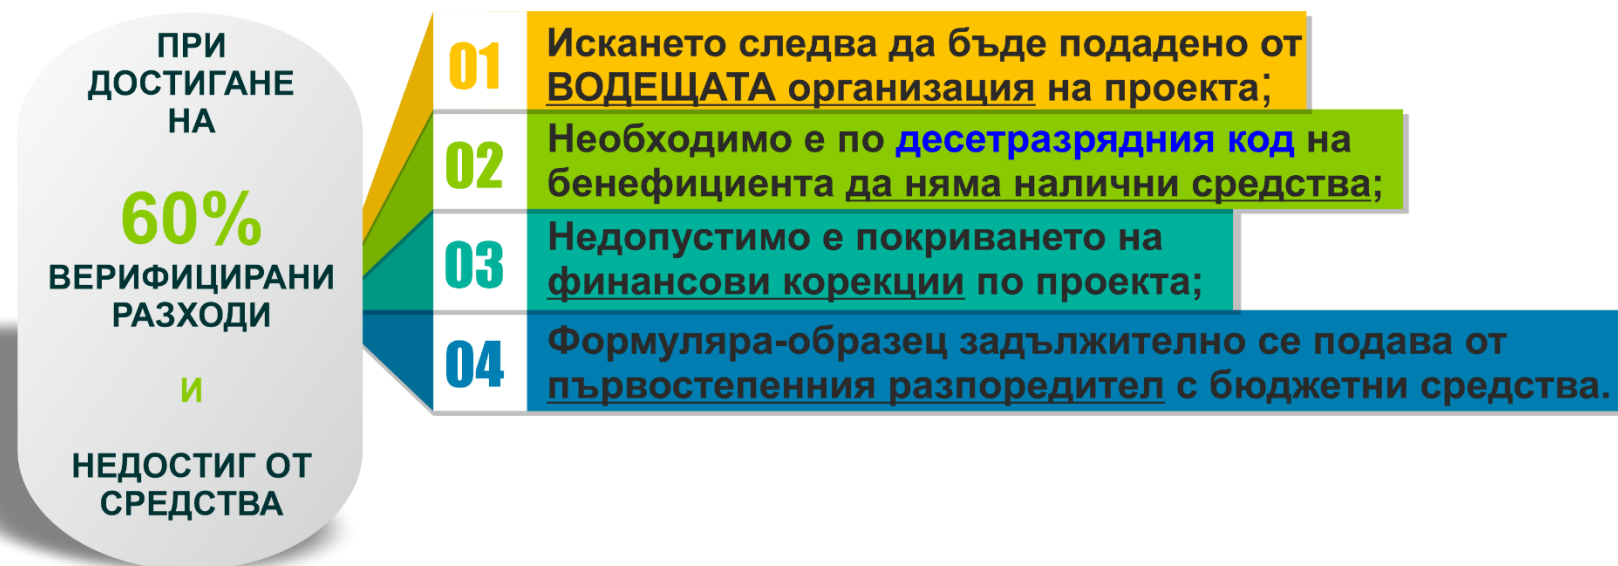 ПРИ
ДОСТИГАНЕ
НА
60%
ВЕРИФИЦИРАНИ
РАЗХОДИ
И
НЕДОСТИГ ОТ
СРЕДСТВА
01
Искането следва да бъде подадено от
ВОДЕЩАТА организация на проекта;
02
Необходимо е по десетразрядния код на
бенефициента да няма налични средства;
03
Недопустимо е покриването на
финансови корекции по проекта;
04
Формуляра-образец задължително се подава от
първостепенния разпоредител с бюджетни средства.